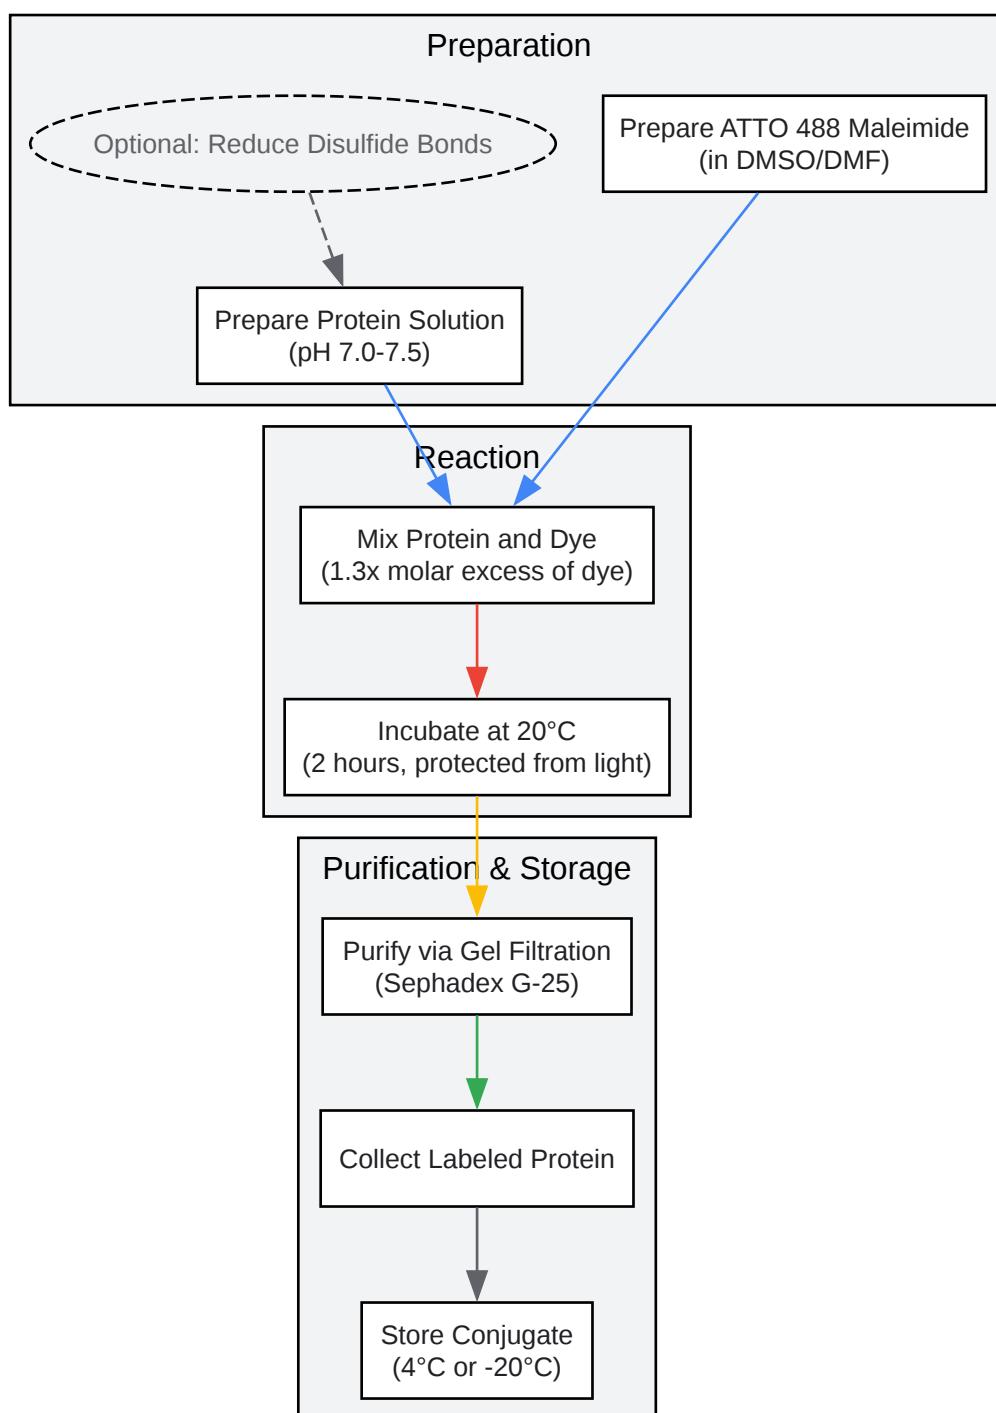 Preparation
Optional: Reduce Disulfide Bonds
Prepare ATTO 488 Maleimide
(in DMSO/DMF)
Prepare Protein Solution
(pH 7.0-7.5)
Reaction
Mix Protein and Dye
(1.3x molar excess of dye)
Incubate at 20°C
(2 hours, protected from light)
Purification & Storage
Purify via Gel Filtration
(Sephadex G-25)
Collect Labeled Protein
Store Conjugate
(4°C or -20°C)